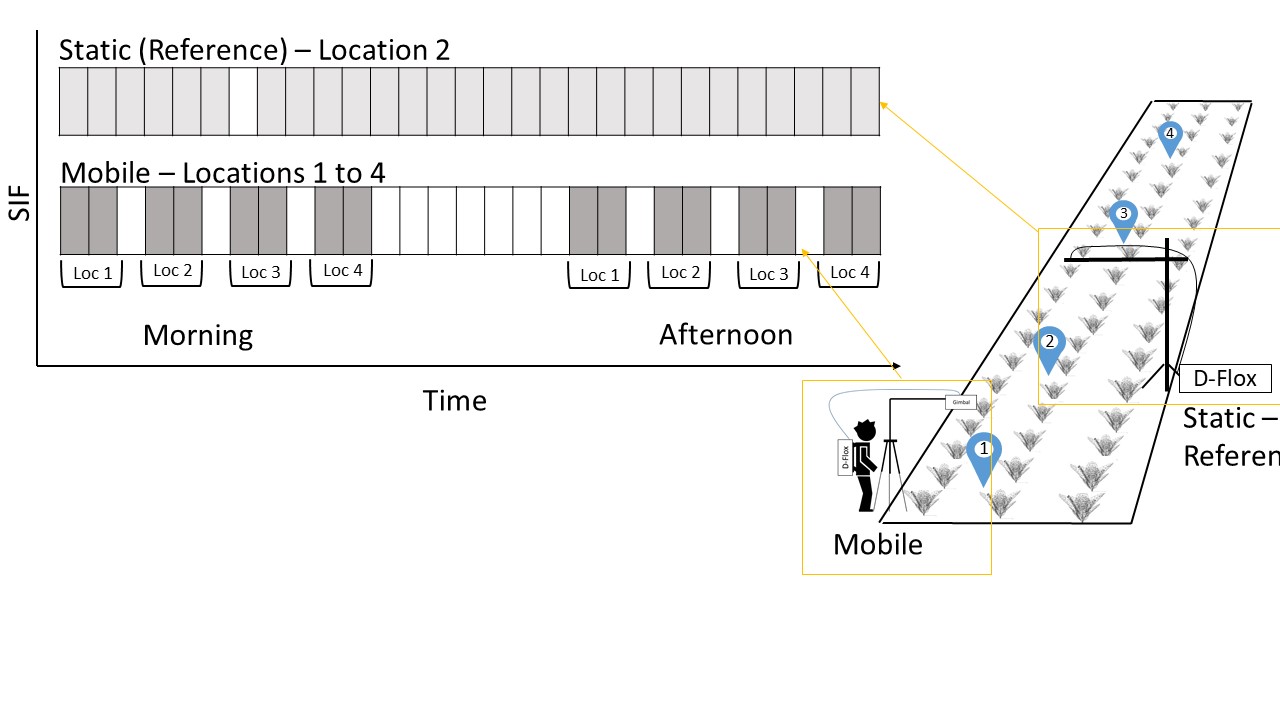 Static (Reference) – Location 2
Mobile – Locations 1 to 4
SIF
Loc 1
Loc 2
Loc 3
Loc 4
Loc 1
Loc 2
Loc 3
Loc 4
Morning
Afternoon
Time
4
3
2
1
D-Flox
Static –
Referen
Gimbal
D-Flox
Mobile